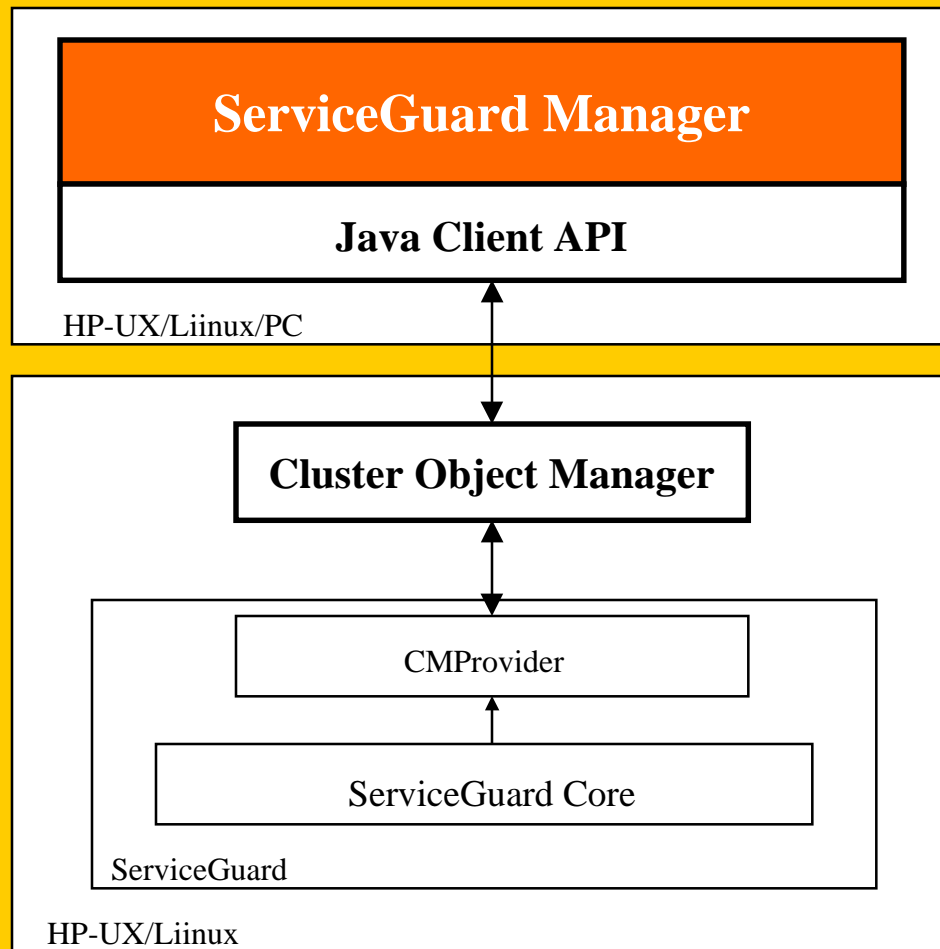 ServiceGuard Manager
Java Client API
HP-UX/Liinux/PC
Cluster Object Manager
CMProvider
ServiceGuard Core
ServiceGuard
HP-UX/Liinux